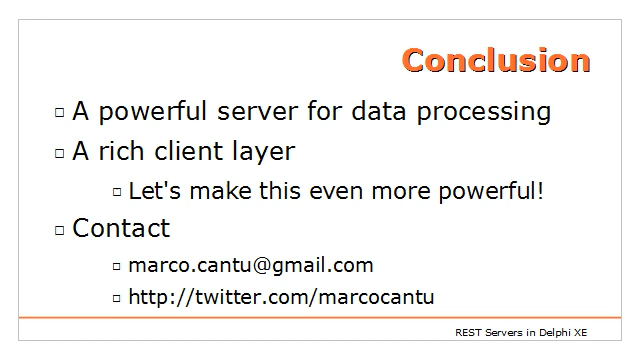 Conclusion
A powerful server for data processing
A rich client layer
Let's make this even more powerful!
Contact
marco.cantu@gmail.com
http://twitter.com/marcocantu
REST Servers in Delphi XE